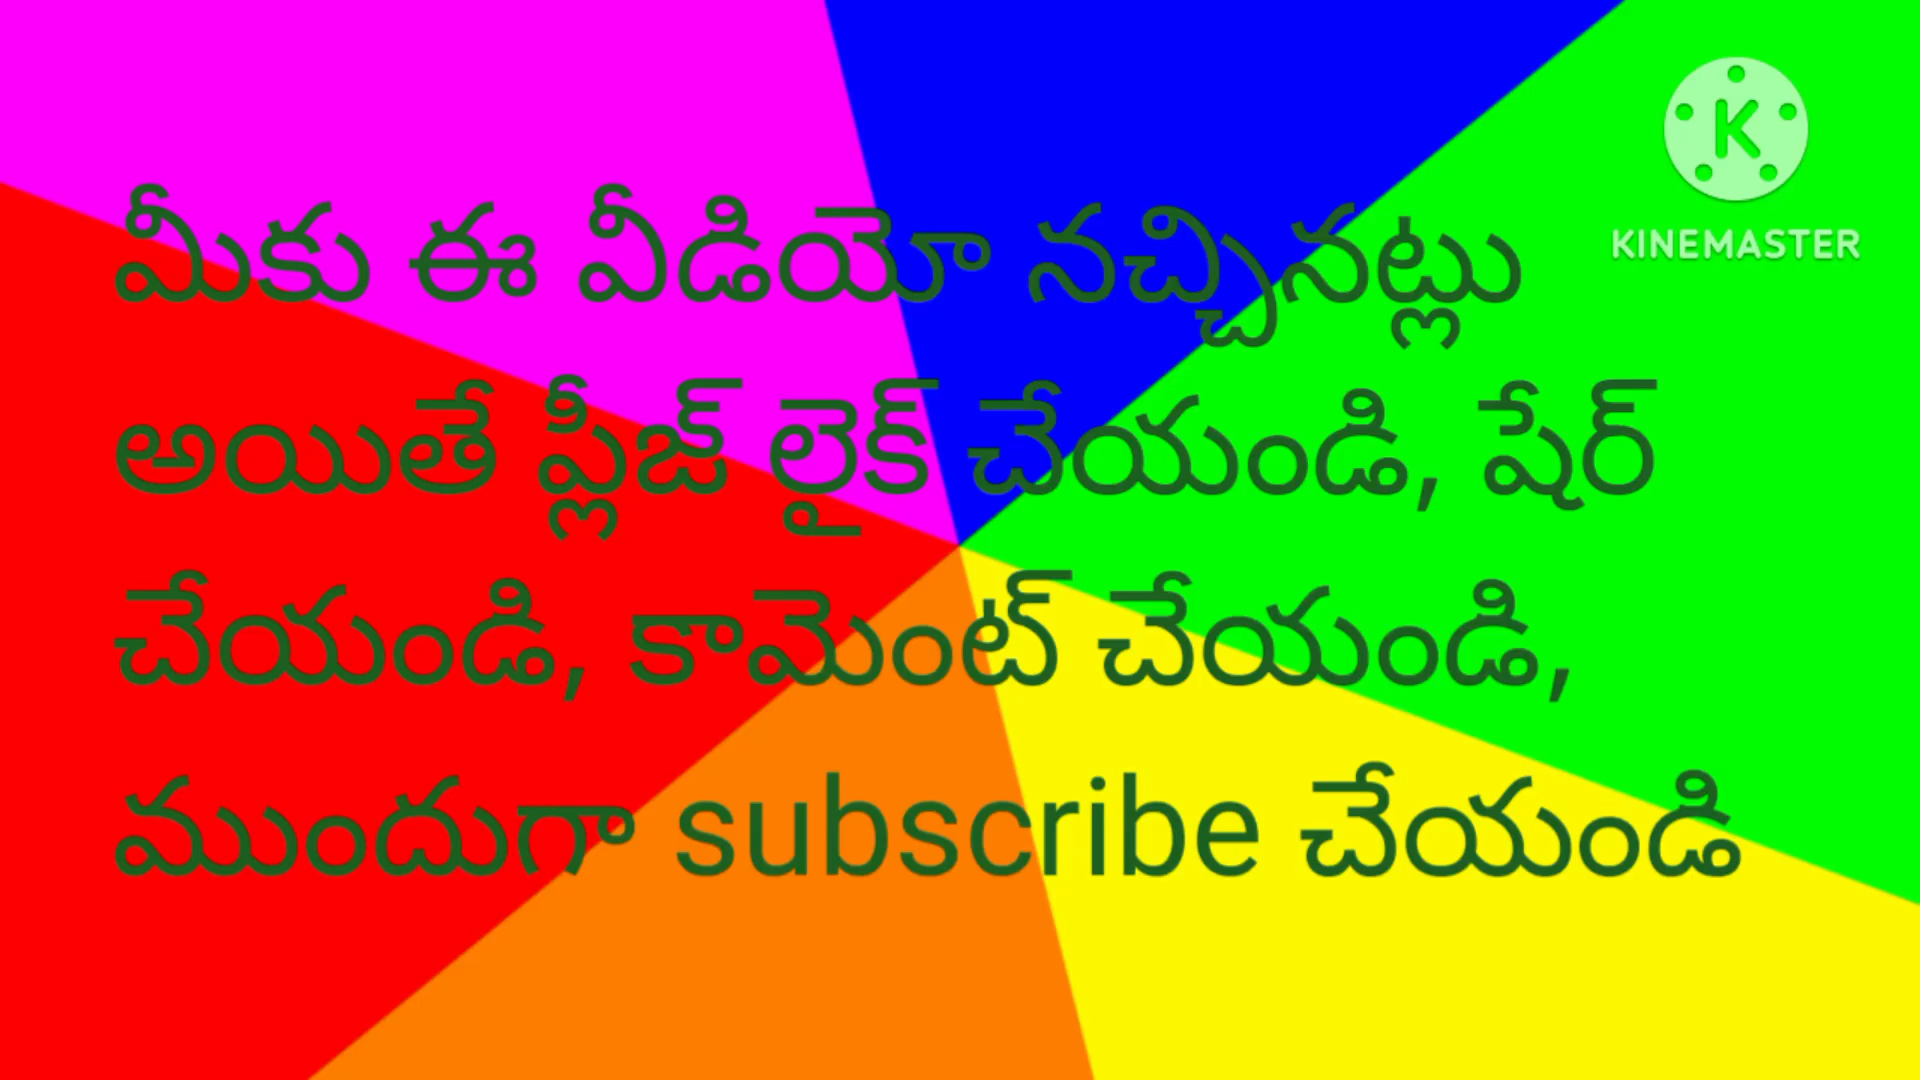 K
KINEMASTER
మీకు ఈ వీడియో నచ్చినట్లు
అయితే ప్లీజ్ లైక్ చేయండి, షేర్
చేయండి, కామెంట్ చేయండి,
ముందుగా subscribe చేయండి